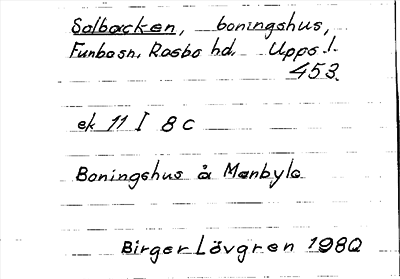 Solbacken, boningshus,
Funbo sn. Rasbo hd. Upps. l.
453.
ek 11 I 8 c
Boningshus å Marbyle
Birger Lövgren 1980